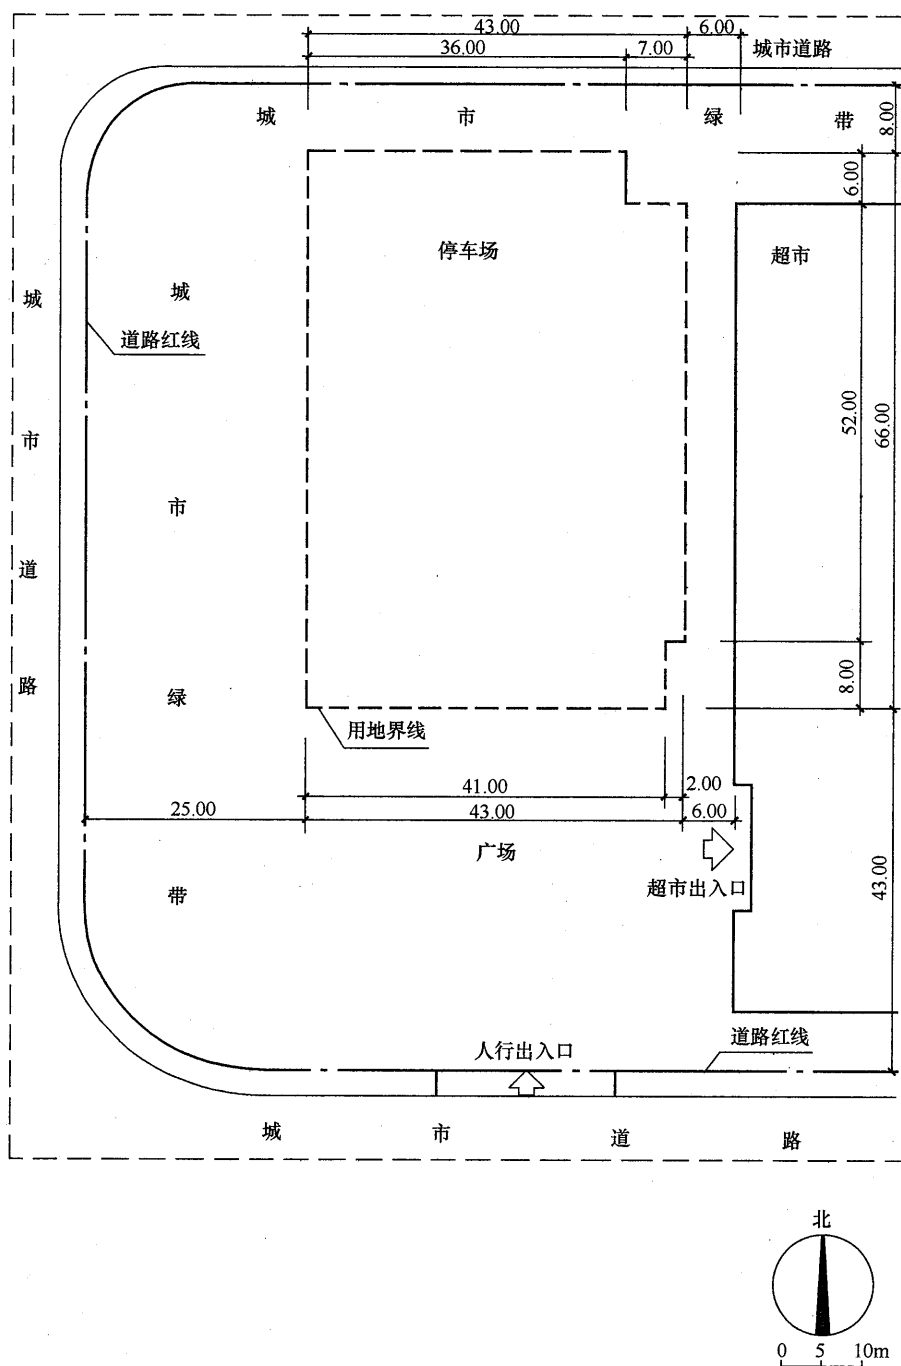 43.00
6.00
36.00
7.00
城市道路
城市绿带
8.00
6.00
停车场
超市
城市道路
城市绿带
道路红线
52.00
66.00
8.00
用地界线
41.00
2.00
25.00
43.00
6.00
广场
超市出入口
43.00
人行出入口
道路红线
城市道路
北
0 5 10m